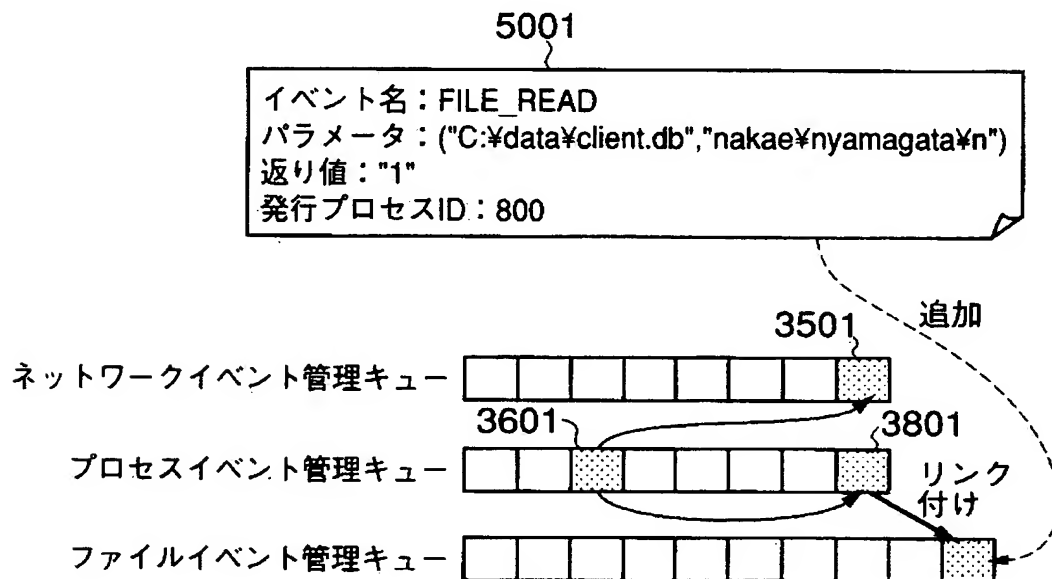 5001
イベント名：FILE_READ
パラメータ：("C:¥data¥client.db","nakae¥nyamagata¥n")
返り値："1"
発行プロセスID：800
追加
3501
ネットワークイベント管理キュー
3601
3801
プロセスイベント管理キュー
リンク
付け
ファイルイベント管理キュー